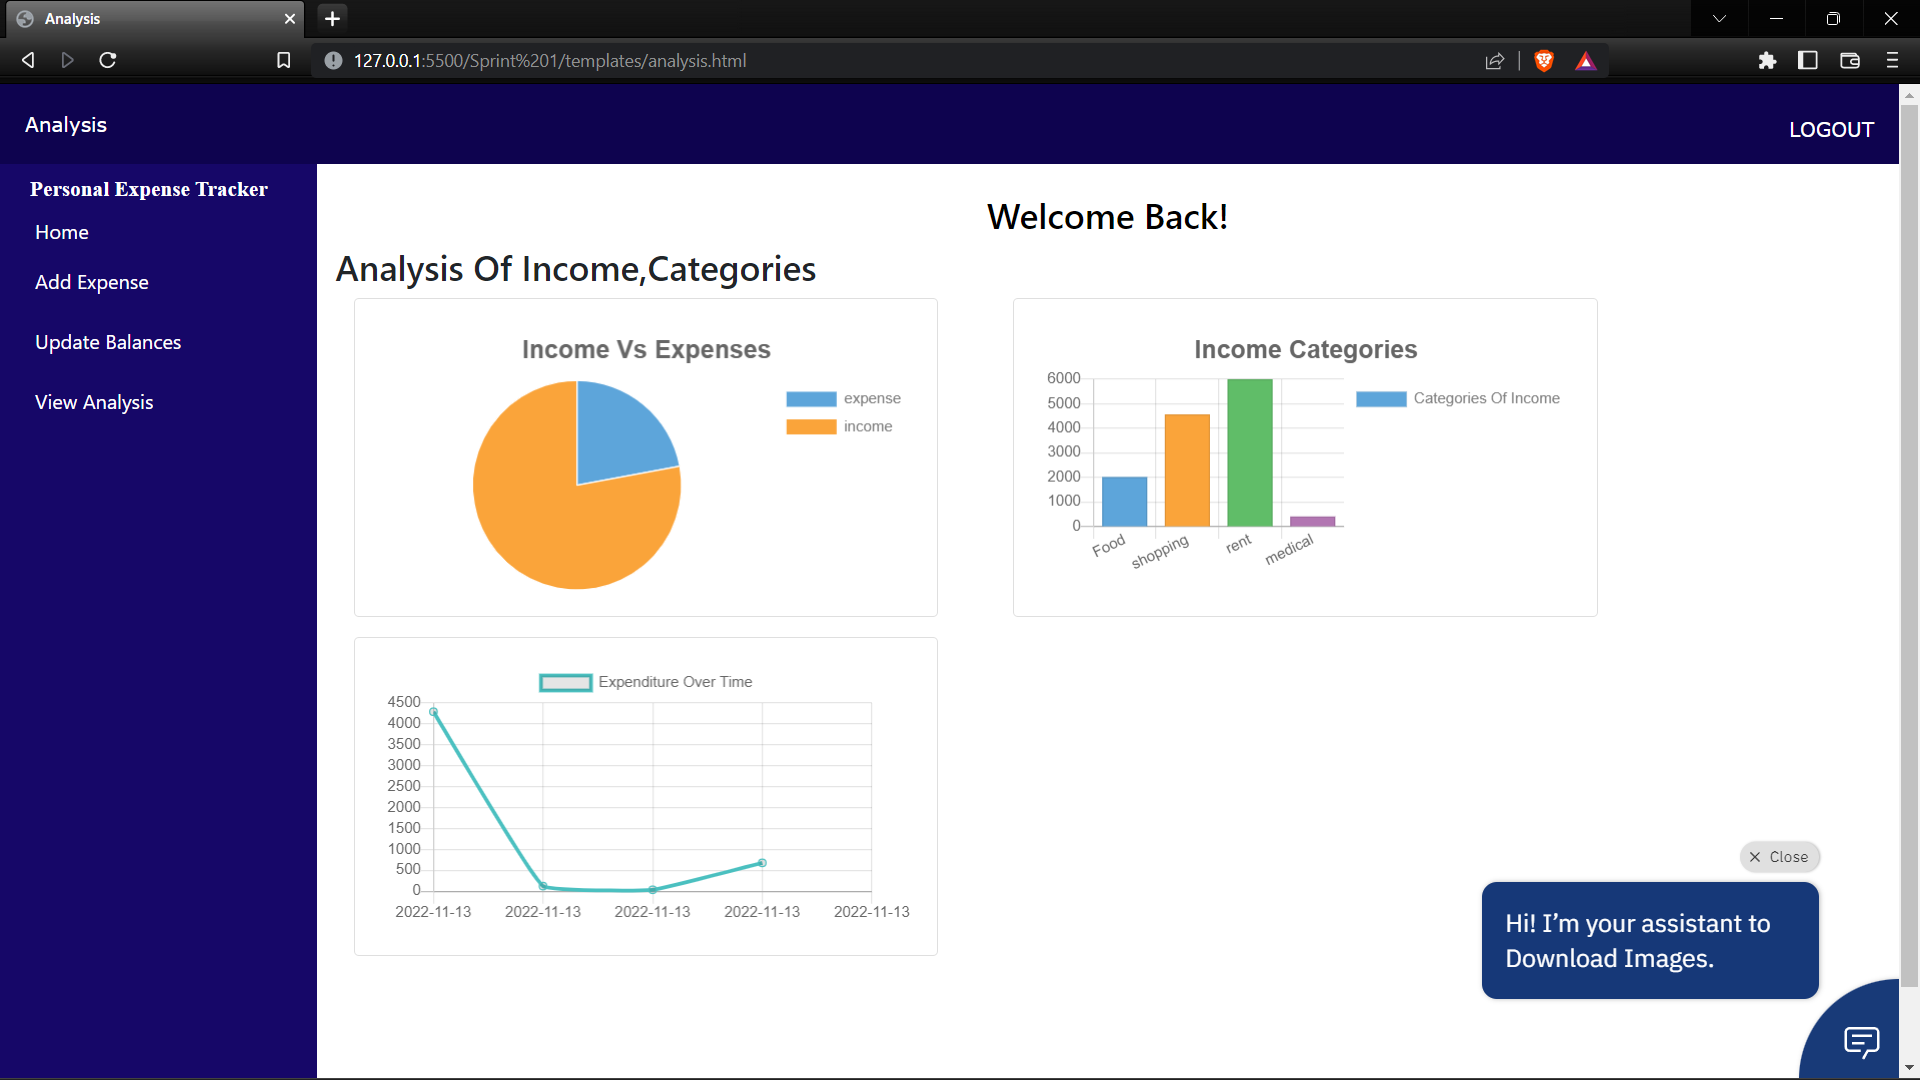 Analysis
127.0.0.1:5500/Sprint%201/templates/analysis.html
Analysis
LOGOUT
Personal Expense Tracker
Home
Add Expense
Update Balances
View Analysis
Welcome Back!
Analysis Of Income,Categories
Income Vs Expenses
expense
income
Income Categories
Categories Of Income
6000
5000
4000
3000
2000
1000
0
Food
shopping
rent
medical
Expenditure Over Time
4500
4000
3500
3000
2500
2000
1500
1000
500
0
2022-11-13 2022-11-13 2022-11-13 2022-11-13 2022-11-13
Close
Hi! I’m your assistant to
Download Images.